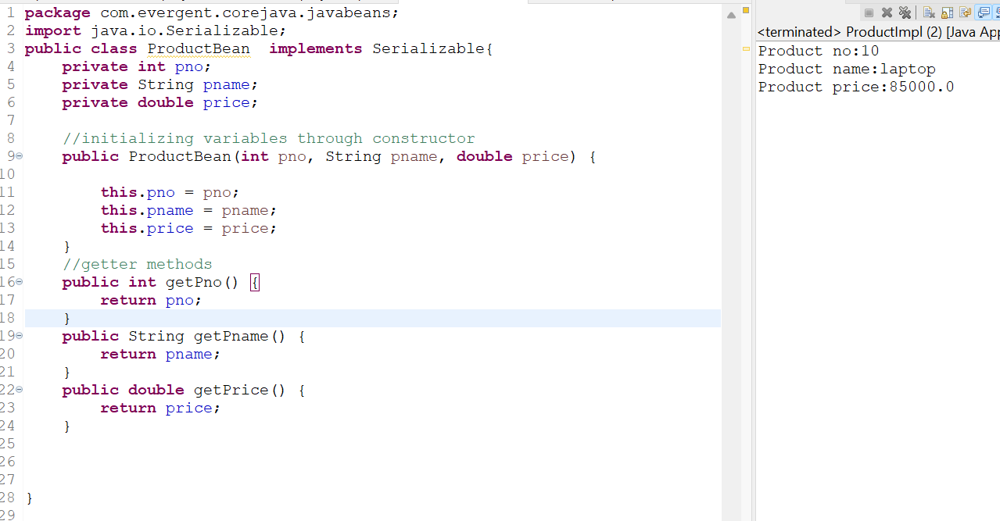 1 package com.evergent.corejava.javabeans;
2 import java.io.Serializable;
3 public class ProductBean  implements Serializable{
4     private int pno;
5     private String pname;
6     private double price;
7
8     //initializing variables through constructor
9     public ProductBean(int pno, String pname, double price) {
10
11         this.pno = pno;
12         this.pname = pname;
13         this.price = price;
14     }
15     //getter methods
16     public int getPno() {
17         return pno;
18     }
19     public String getPname() {
20         return pname;
21     }
22     public double getPrice() {
23         return price;
24     }
25
26
27
28 }
29
<terminated> ProductImpl (2) [Java App
Product no:10
Product name:laptop
Product price:85000.0